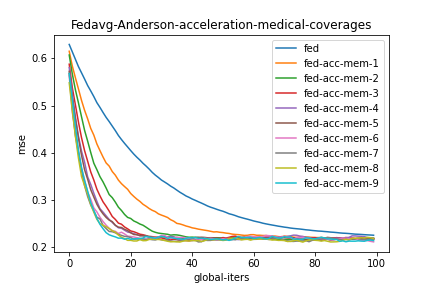 Fedavg-Anderson-acceleration-medical-coverages
mse
0.6
0.5
0.4
0.3
0.2
fed
fed-acc-mem-1
fed-acc-mem-2
fed-acc-mem-3
fed-acc-mem-4
fed-acc-mem-5
fed-acc-mem-6
fed-acc-mem-7
fed-acc-mem-8
fed-acc-mem-9
0 20 40 60 80 100
global-iters